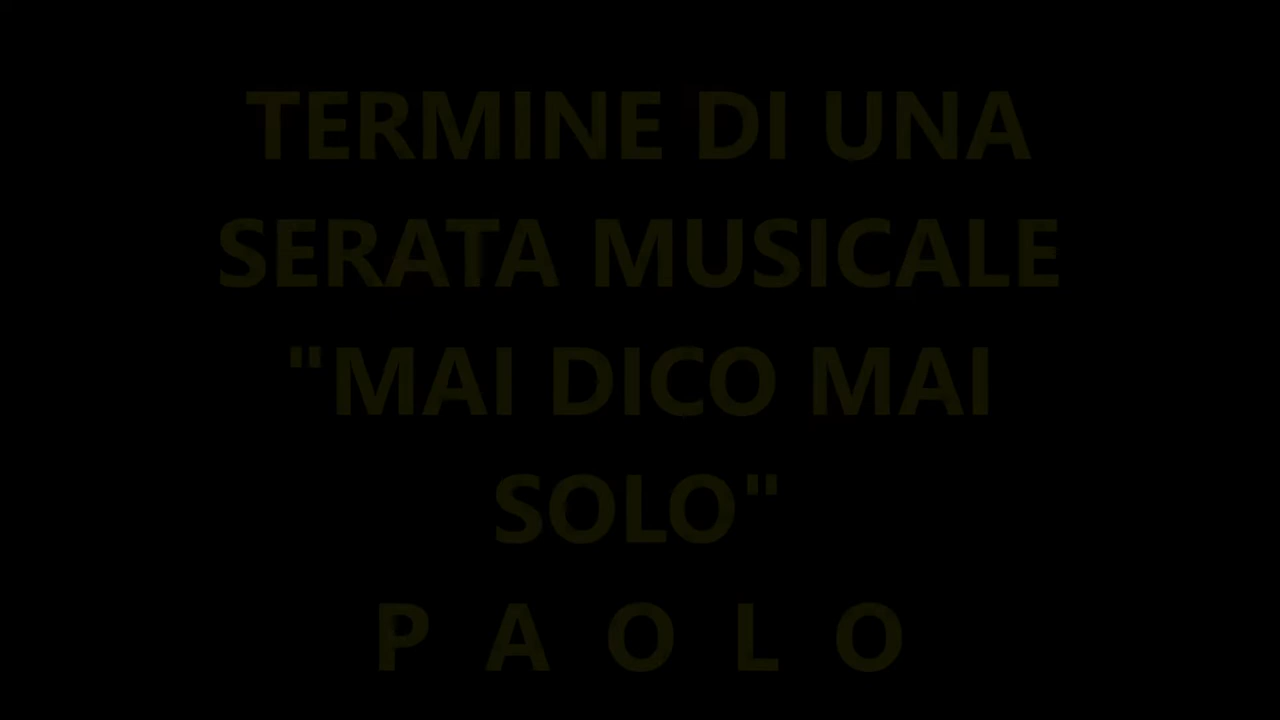 TERMINE DI UNA
SERATA MUSICALE
"MAI DICO MAI
SOLO"
P A O L O